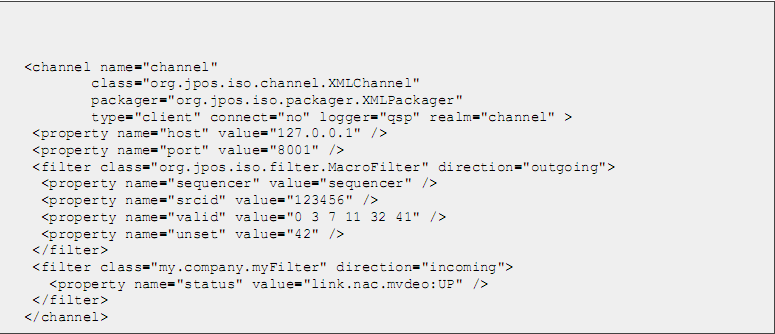 <channel name="channel"
class="org.jpos.iso.channel.XMLChannel"
packager="org.jpos.iso.packager.XMLPackager"
type="client" connect="no" logger="qsp" realm="channel" >
<property name="host" value="127.0.0.1" />
<property name="port" value="8001" />
<filter class="org.jpos.iso.filter.MacroFilter" direction="outgoing">
<property name="sequencer" value="sequencer" />
<property name="srcid" value="123456" />
<property name="valid" value="0 3 7 11 32 41" />
<property name="unset" value="42" />
</filter>
<filter class="my.company.myFilter" direction="incoming">
<property name="status" value="link.nac.mvdeo:UP" />
</filter>
</channel>